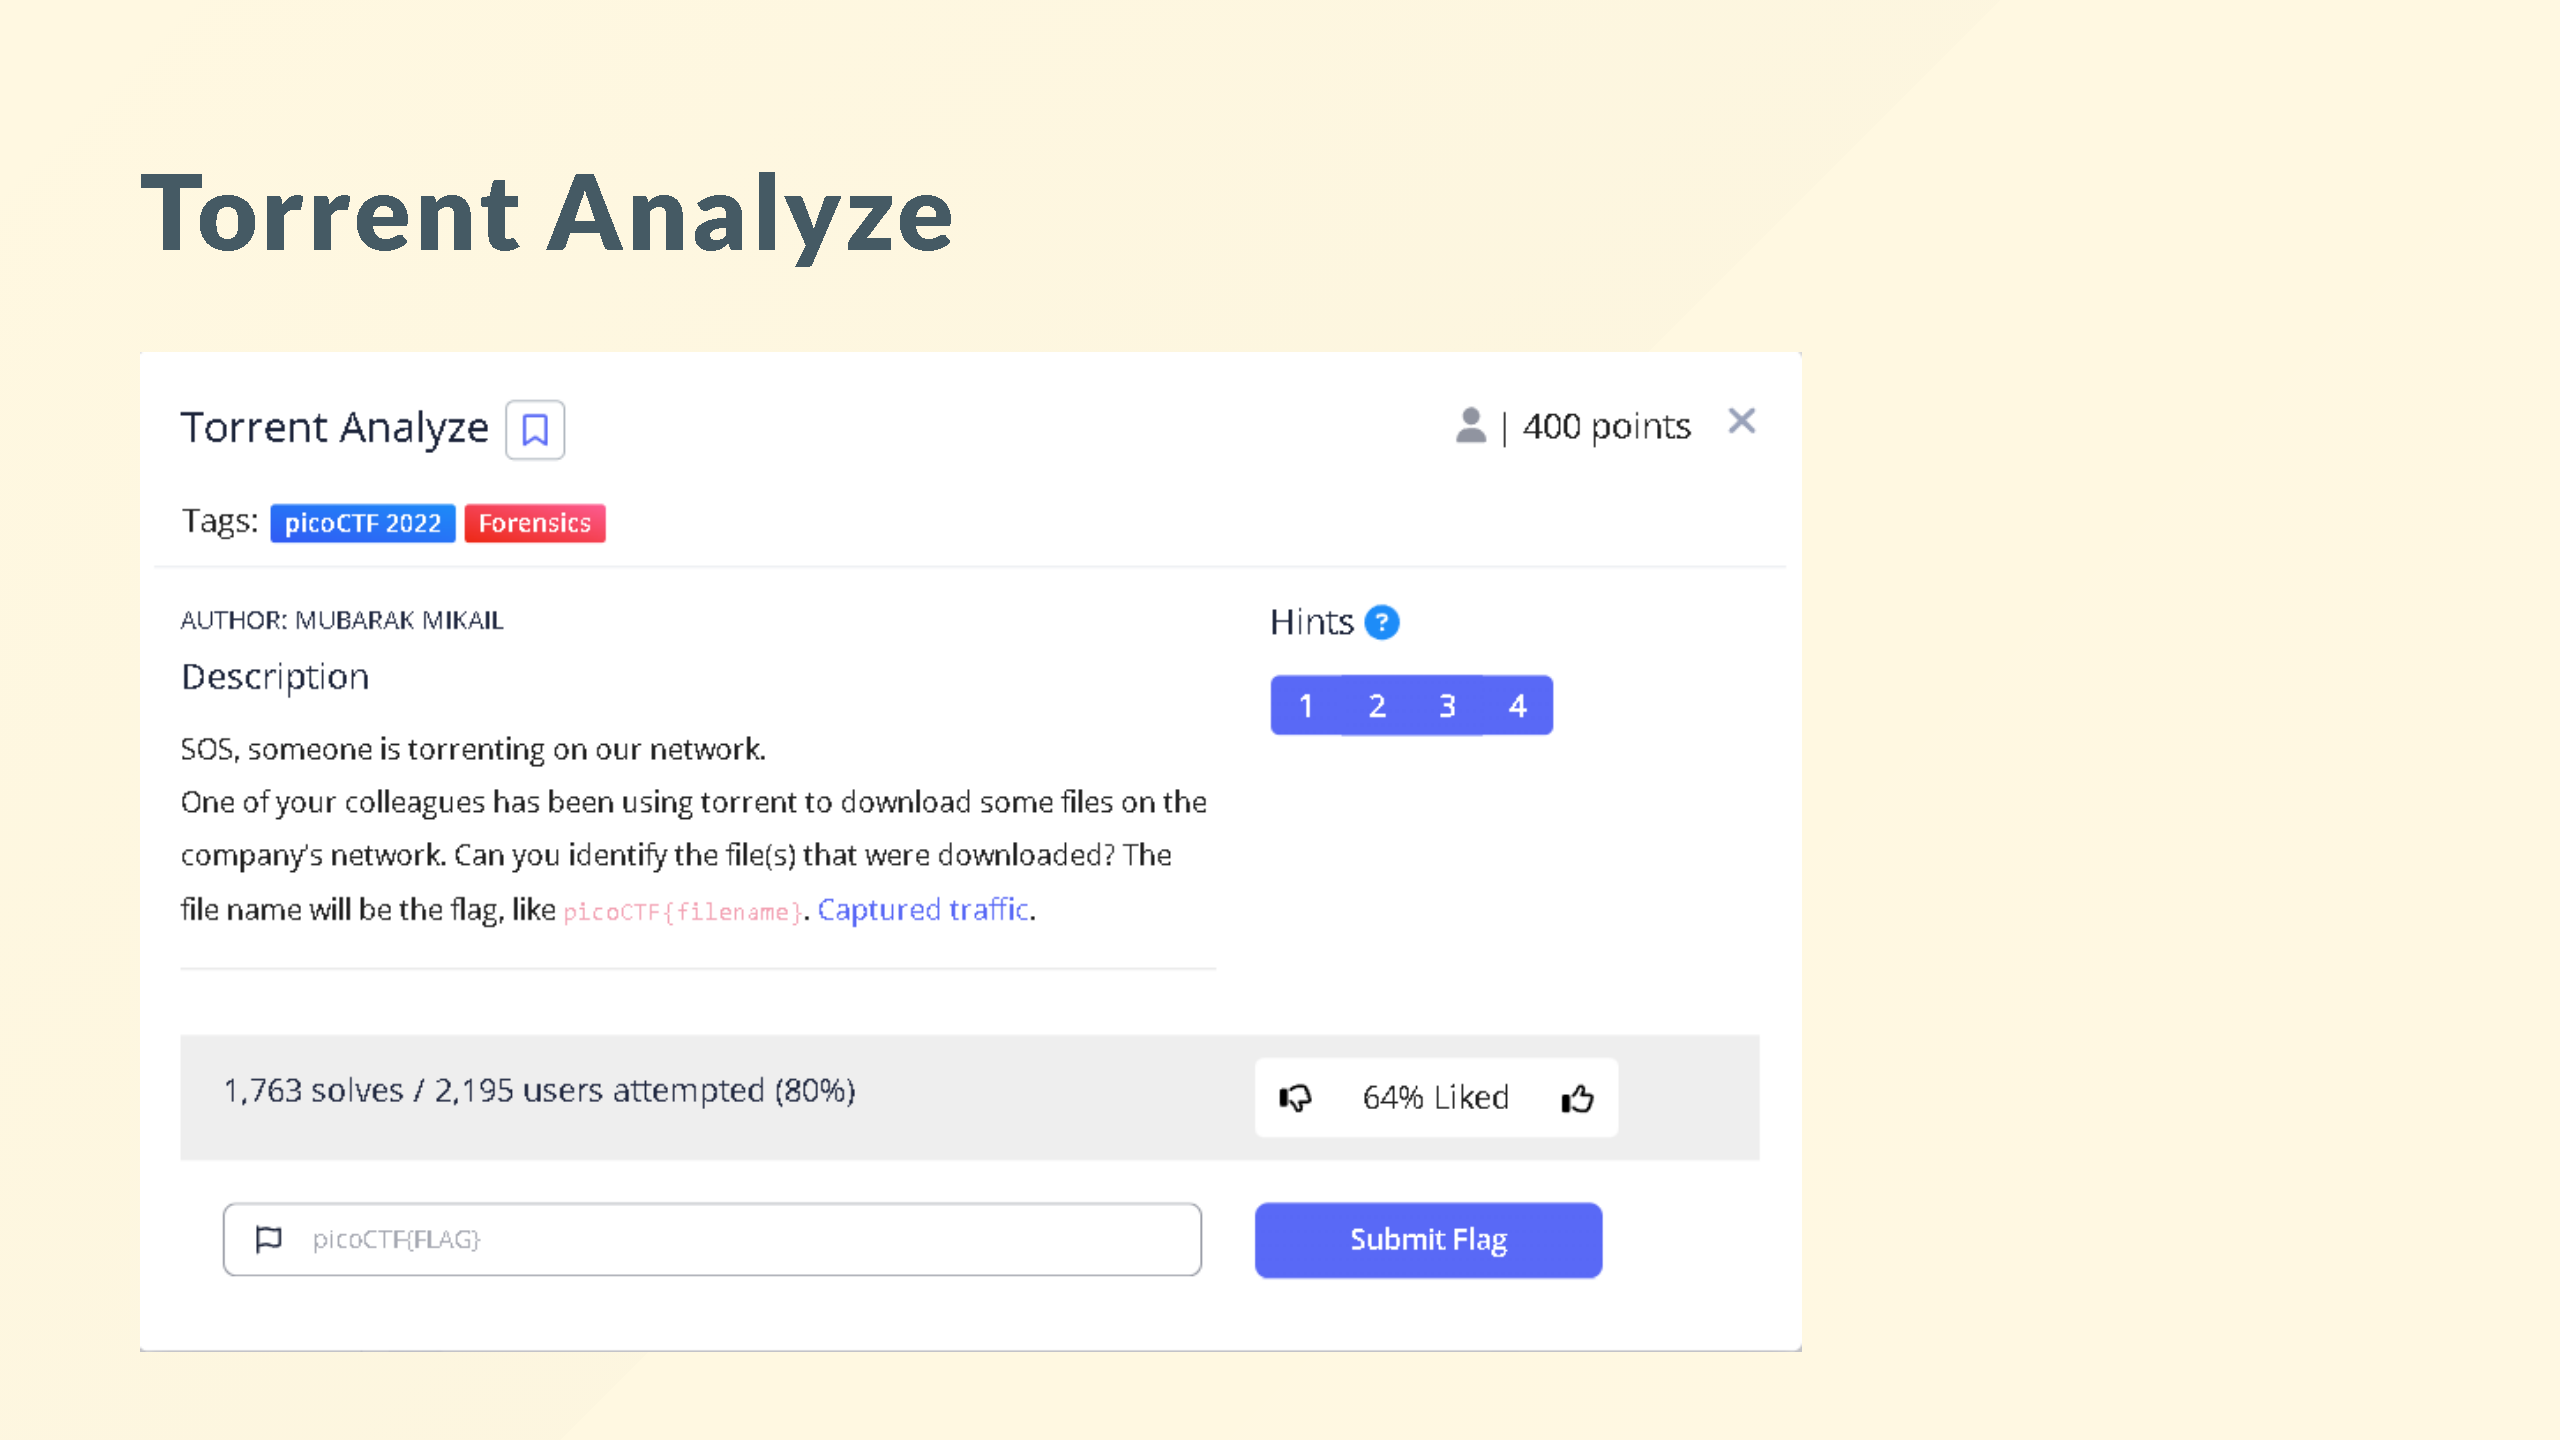 Torrent Analyze
Torrent Analyze
| 400 points
Tags: picoCTF 2022 Forensics
AUTHOR: MUBARAK MIKAIL
Description
SOS, someone is torrenting on our network.
One of your colleagues has been using torrent to download some files on the
company's network. Can you identify the file(s) that were downloaded? The
file name will be the flag, like picoCTF{filename}. Captured traffic.
Hints ?
1 2 3 4
1,763 solves / 2,195 users attempted (80%)
64% Liked
picoCTF{FLAG}
Submit Flag